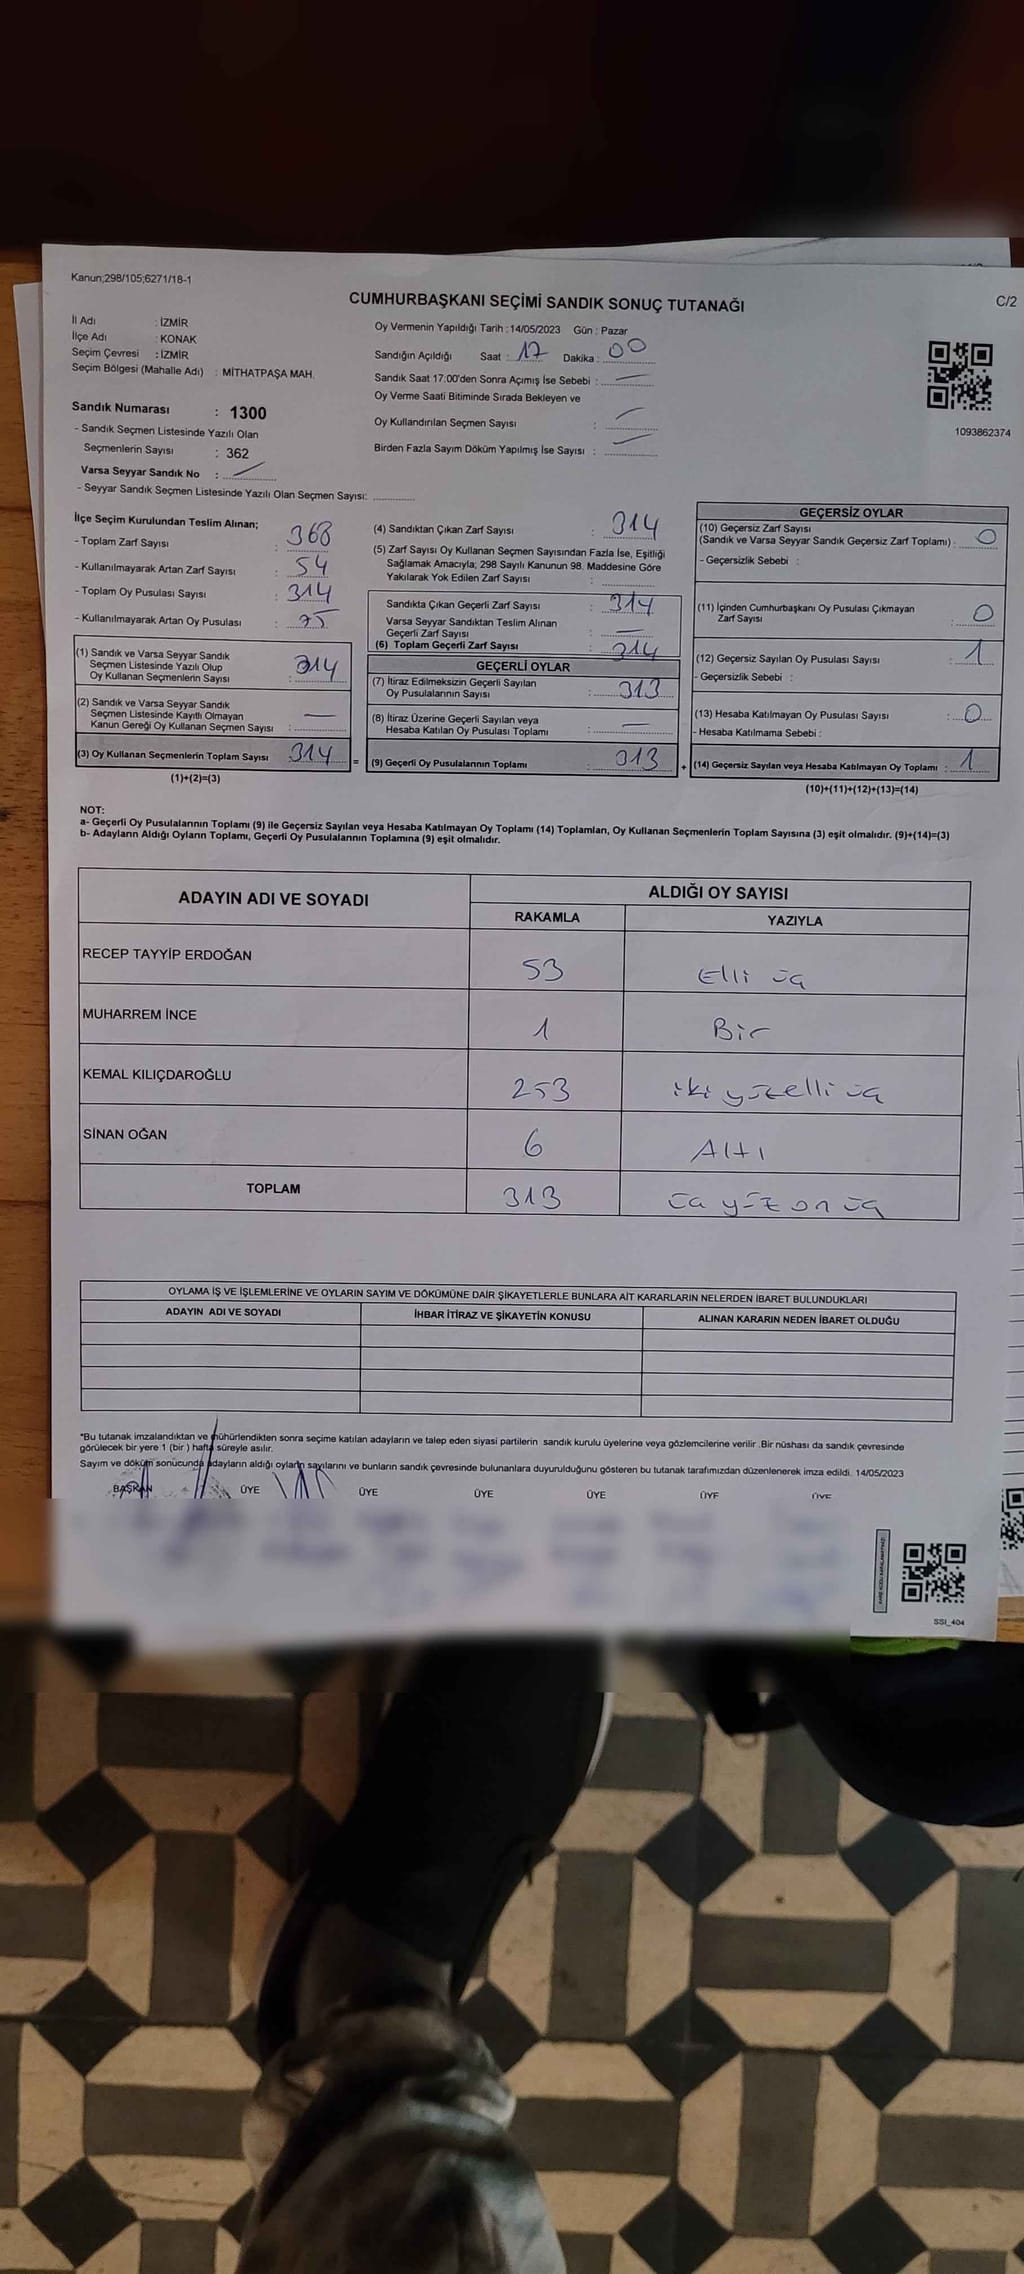 Kanun;298/105;6271/18-1
C/2
CUMHURBAŞKANI SEÇİMİ SANDIK SONUÇ TUTANAĞI
İl Adı : İZMİR
İlçe Adı : KONAK
Seçim Çevresi : İZMİR
Seçim Bölgesi (Mahalle Adı) : MİTHATPAŞA MAH.
Oy Vermenin Yapıldığı Tarih :14/05/2023 Gün : Pazar
Sandığın Açıldığı Saat : 17 Dakika : 00
Sandık Saat 17:00'den Sonra Açımış İse Sebebi : —
Oy Verme Saati Bitiminde Sırada Bekleyen ve
Oy Kullandırılan Seçmen Sayısı : —
Birden Fazla Sayım Döküm Yapılmış İse Sayısı : —
1093862374
Sandık Numarası : 1300
- Sandık Seçmen Listesinde Yazılı Olan
Seçmenlerin Sayısı : 362
Varsa Seyyar Sandık No : —
- Seyyar Sandık Seçmen Listesinde Yazılı Olan Seçmen Sayısı:
İlçe Seçim Kurulundan Teslim Alınan;
- Toplam Zarf Sayısı : 368
- Kullanılmayarak Artan Zarf Sayısı : 54
- Toplam Oy Pusulası Sayısı : 314
- Kullanılmayarak Artan Oy Pusulası : 75
(1) Sandık ve Varsa Seyyar Sandık
Seçmen Listesinde Yazılı Olup
Oy Kullanan Seçmenlerin Sayısı : 314
(2) Sandık ve Varsa Seyyar Sandık
Seçmen Listesinde Kayıtlı Olmayan
Kanun Gereği Oy Kullanan Seçmen Sayısı : —
(3) Oy Kullanan Seçmenlerin Toplam Sayısı 314
(1)+(2)=(3)
=
(4) Sandıktan Çıkan Zarf Sayısı : 314
(5) Zarf Sayısı Oy Kullanan Seçmen Sayısından Fazla İse, Eşitliği
Sağlamak Amacıyla; 298 Sayılı Kanunun 98. Maddesine Göre
Yakılarak Yok Edilen Zarf Sayısı :
Sandıkta Çıkan Geçerli Zarf Sayısı : 314
Varsa Seyyar Sandıktan Teslim Alınan
Geçerli Zarf Sayısı : —
(6) Toplam Geçerli Zarf Sayısı : 314
GEÇERLİ OYLAR
(7) İtiraz Edilmeksizin Geçerli Sayılan
Oy Pusulalarının Sayısı : 313
(8) İtiraz Üzerine Geçerli Sayılan veya
Hesaba Katılan Oy Pusulası Toplamı : —
(9) Geçerli Oy Pusulalarının Toplamı : 313
+
GEÇERSİZ OYLAR
(10) Geçersiz Zarf Sayısı
(Sandık ve Varsa Seyyar Sandık Geçersiz Zarf Toplamı) : 0
- Geçersizlik Sebebi :
(11) İçinden Cumhurbaşkanı Oy Pusulası Çıkmayan
Zarf Sayısı : 0
(12) Geçersiz Sayılan Oy Pusulası Sayısı : 1
- Geçersizlik Sebebi :
(13) Hesaba Katılmayan Oy Pusulası Sayısı : 0
- Hesaba Katılmama Sebebi :
(14) Geçersiz Sayılan veya Hesaba Katılmayan Oy Toplamı : 1
(10)+(11)+(12)+(13)=(14)
NOT:
a- Geçerli Oy Pusulalarının Toplamı (9) ile Geçersiz Sayılan veya Hesaba Katılmayan Oy Toplamı (14) Toplamları, Oy Kullanan Seçmenlerin Toplam Sayısına (3) eşit olmalıdır. (9)+(14)=(3)
b- Adayların Aldığı Oyların Toplamı, Geçerli Oy Pusulalarının Toplamına (9) eşit olmalıdır.
ADAYIN ADI VE SOYADI ALDIĞI OY SAYISI
RAKAMLA YAZIYLA
RECEP TAYYİP ERDOĞAN 53 Elli üç
MUHARREM İNCE 1 Bir
KEMAL KILIÇDAROĞLU 253 iki yüzelli üç
SİNAN OĞAN 6 Altı
TOPLAM 313 üç yüz on üç
OYLAMA İŞ VE İŞLEMLERİNE VE OYLARIN SAYIM VE DÖKÜMÜNE DAİR ŞİKAYETLERLE BUNLARA AİT KARARLARIN NELERDEN İBARET BULUNDUKLARI
ADAYIN ADI VE SOYADI İHBAR İTİRAZ VE ŞİKAYETİN KONUSU ALINAN KARARIN NEDEN İBARET OLDUĞU
*Bu tutanak imzalandıktan ve mühürlendikten sonra seçime katılan adayların ve talep eden siyasi partilerin sandık kurulu üyelerine veya gözlemcilerine verilir .Bir nüshası da sandık çevresinde
görülecek bir yere 1 (bir ) hafta süreyle asılır.
Sayım ve döküm sonucunda adayların aldığı oyların sayılarını ve bunların sandık çevresinde bulunanlara duyurulduğunu gösteren bu tutanak tarafımızdan düzenlenerek imza edildi. 14/05/2023
BAŞKAN ÜYE ÜYE ÜYE ÜYE ÜYE ÜYE
SSI_404